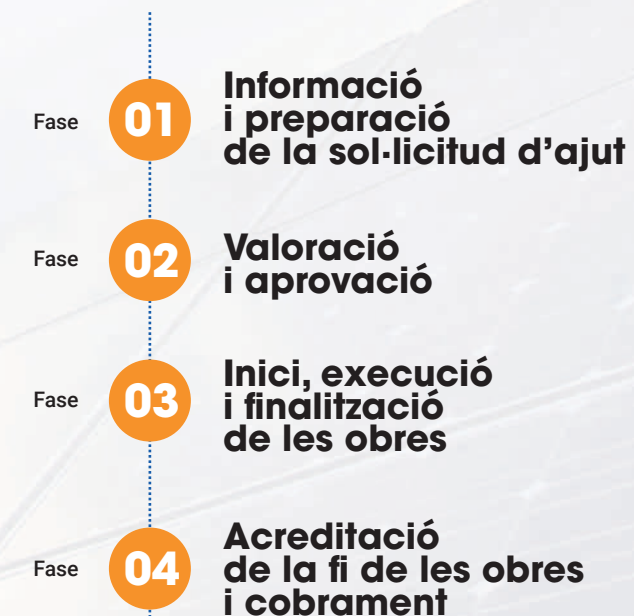 Fase 01 Informació
i preparació
de la sol·licitud d'ajut
Fase 02 Valoració
i aprovació
Fase 03 Inici, execució
i finalització
de les obres
Fase 04 Acreditació
de la fi de les obres
i cobrament